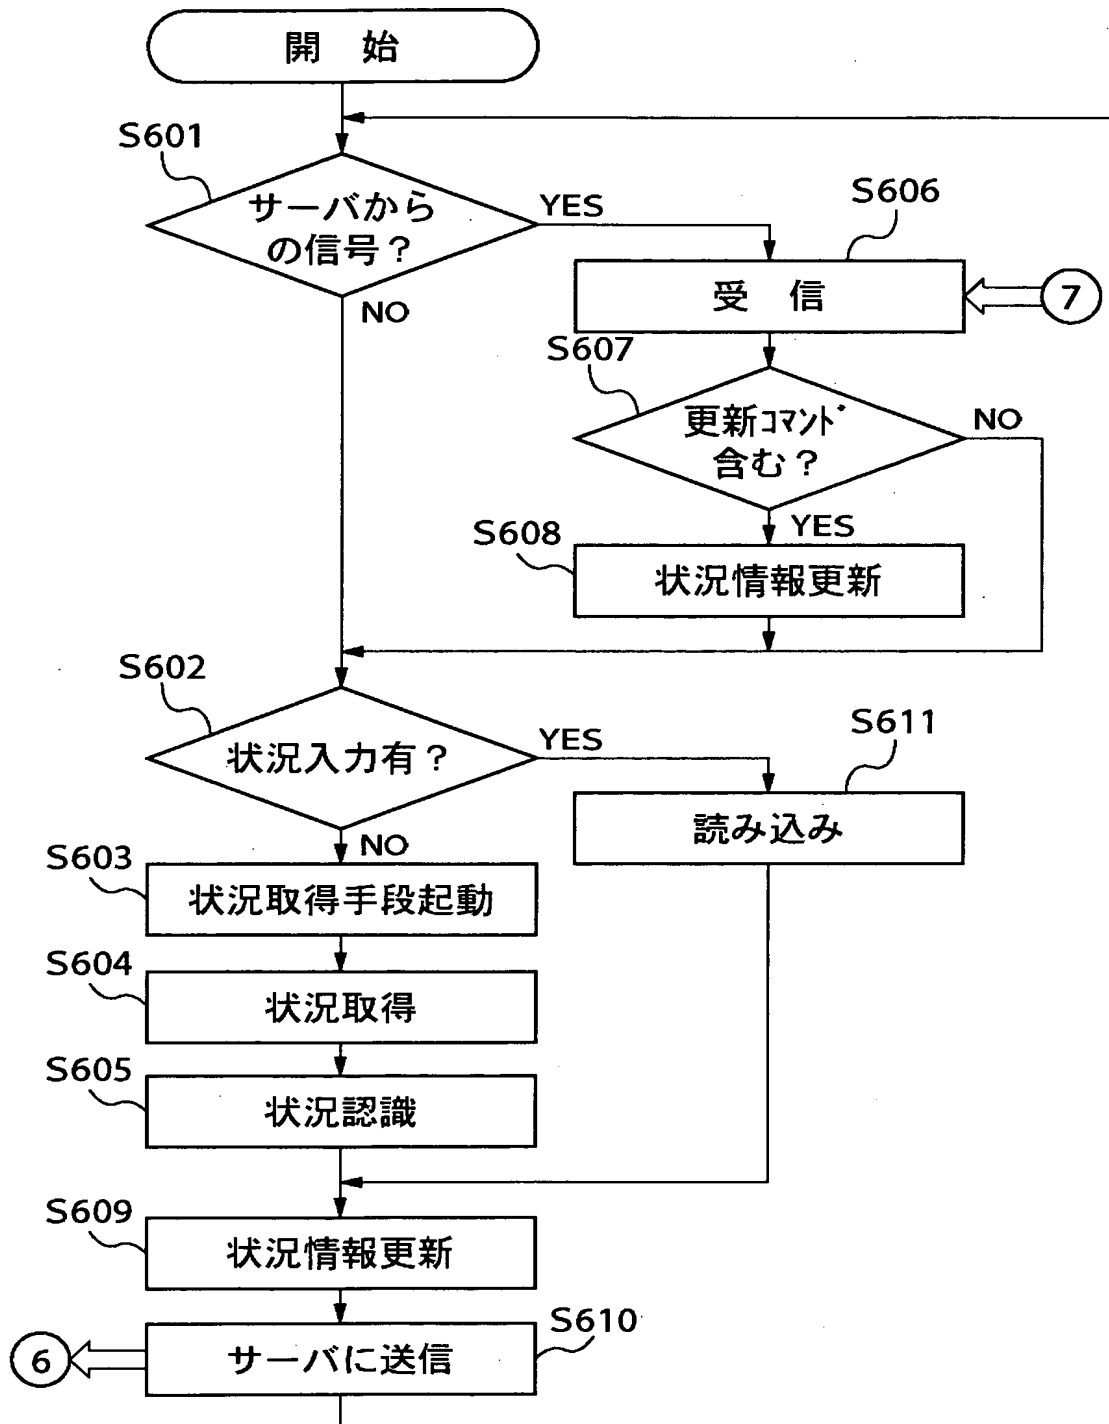 開 始
S601
サーバから
の信号?
YES
NO
S606
受 信
7
S607
更新コマンド
含む?
NO
YES
S608
状況情報更新
S602
状況入力有?
YES
NO
S611
読み込み
S603
状況取得手段起動
S604
状況取得
S605
状況認識
S609
状況情報更新
S610
サーバに送信
6